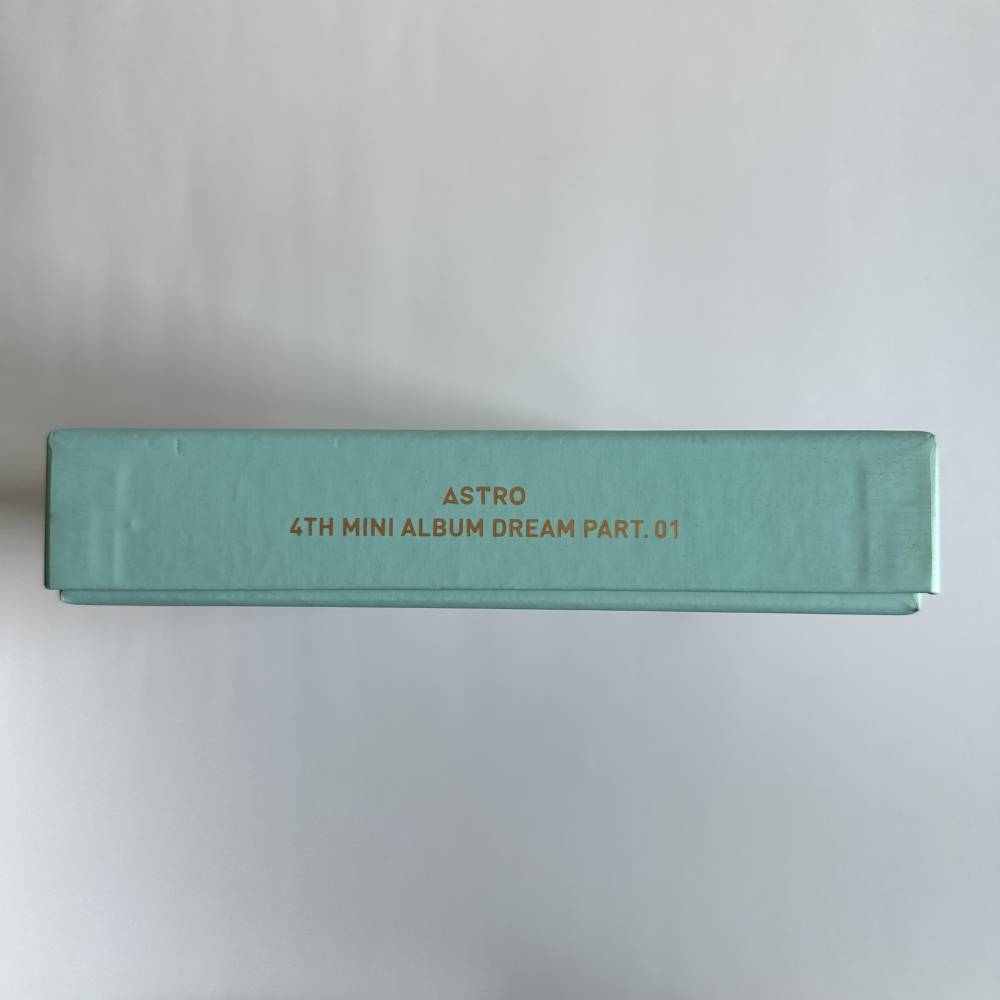 ASTRO
4TH MINI ALBUM DREAM PART. 01